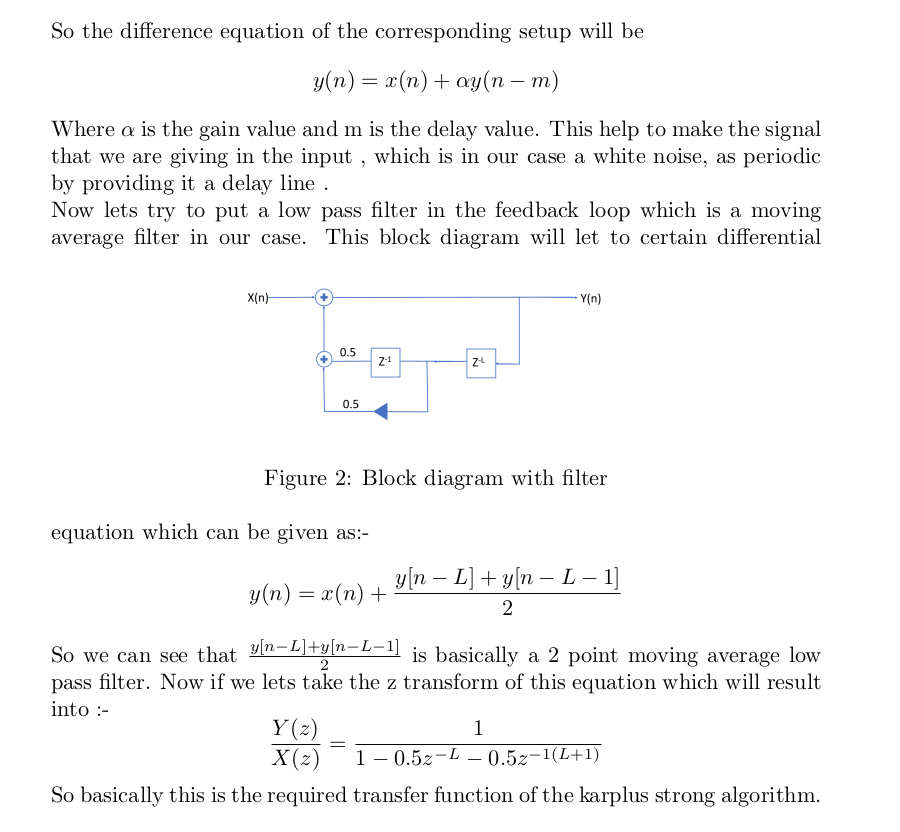 So the difference equation of the corresponding setup will be
y(n) = x(n) + αy(n − m)
Where α is the gain value and m is the delay value. This help to make the signal
that we are giving in the input , which is in our case a white noise, as periodic
by providing it a delay line .
Now lets try to put a low pass filter in the feedback loop which is a moving
average filter in our case. This block diagram will let to certain differential
X(n) + Y(n)
+ 0.5 Z-1 Z-L
0.5
Figure 2: Block diagram with filter
equation which can be given as:-
y(n) = x(n) + \frac{y[n − L] + y[n − L − 1]}{2}
So we can see that \frac{y[n−L]+y[n−L−1]}{2} is basically a 2 point moving average low
pass filter. Now if we lets take the z transform of this equation which will result
into :-
\frac{Y(z)}{X(z)} = \frac{1}{1 − 0.5z^{−L} − 0.5z^{−1(L+1)}}
So basically this is the required transfer function of the karplus strong algorithm.